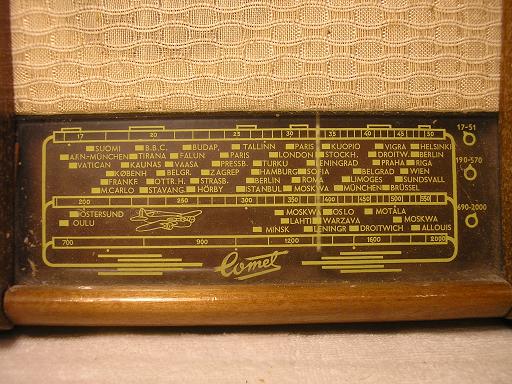 17 20 25 30 35 40 45 50 17-51
SUOMI B.B.C. BUDAP. TALLINN PARIS KUOPIO VIGRA HELSINKI
A.K.N-MÜNCHEN TIRANA FALUN PARIS LONDON STOCKH. DROITW. BERLIN
VATICAN KAUNAS VAASA PRESSB. TURKU LENINGRAD PRAHA RIGA 190-570
KØBENH BELGR. ZAGREP HAMBURG SOFIA BELGRAD WIEN
FRANKF. OTTR.H. STRASB. BERLIN ROMA LIMOGES SUNDSVALL
M.CARLO STAVANG. HÖRBY ISTANBUL MOSKWA MÜNCHEN BRÜSSEL
200 250 300 350 400 450 500 550
ÖSTERSUND MOSKWA OSLO MOTÅLA 690-2000
OULU LAHTI WARZAVA MOSKWA
MINSK LENINGR DROITWICH ALLOUIS
700 900 1200 1600 2000
Comet